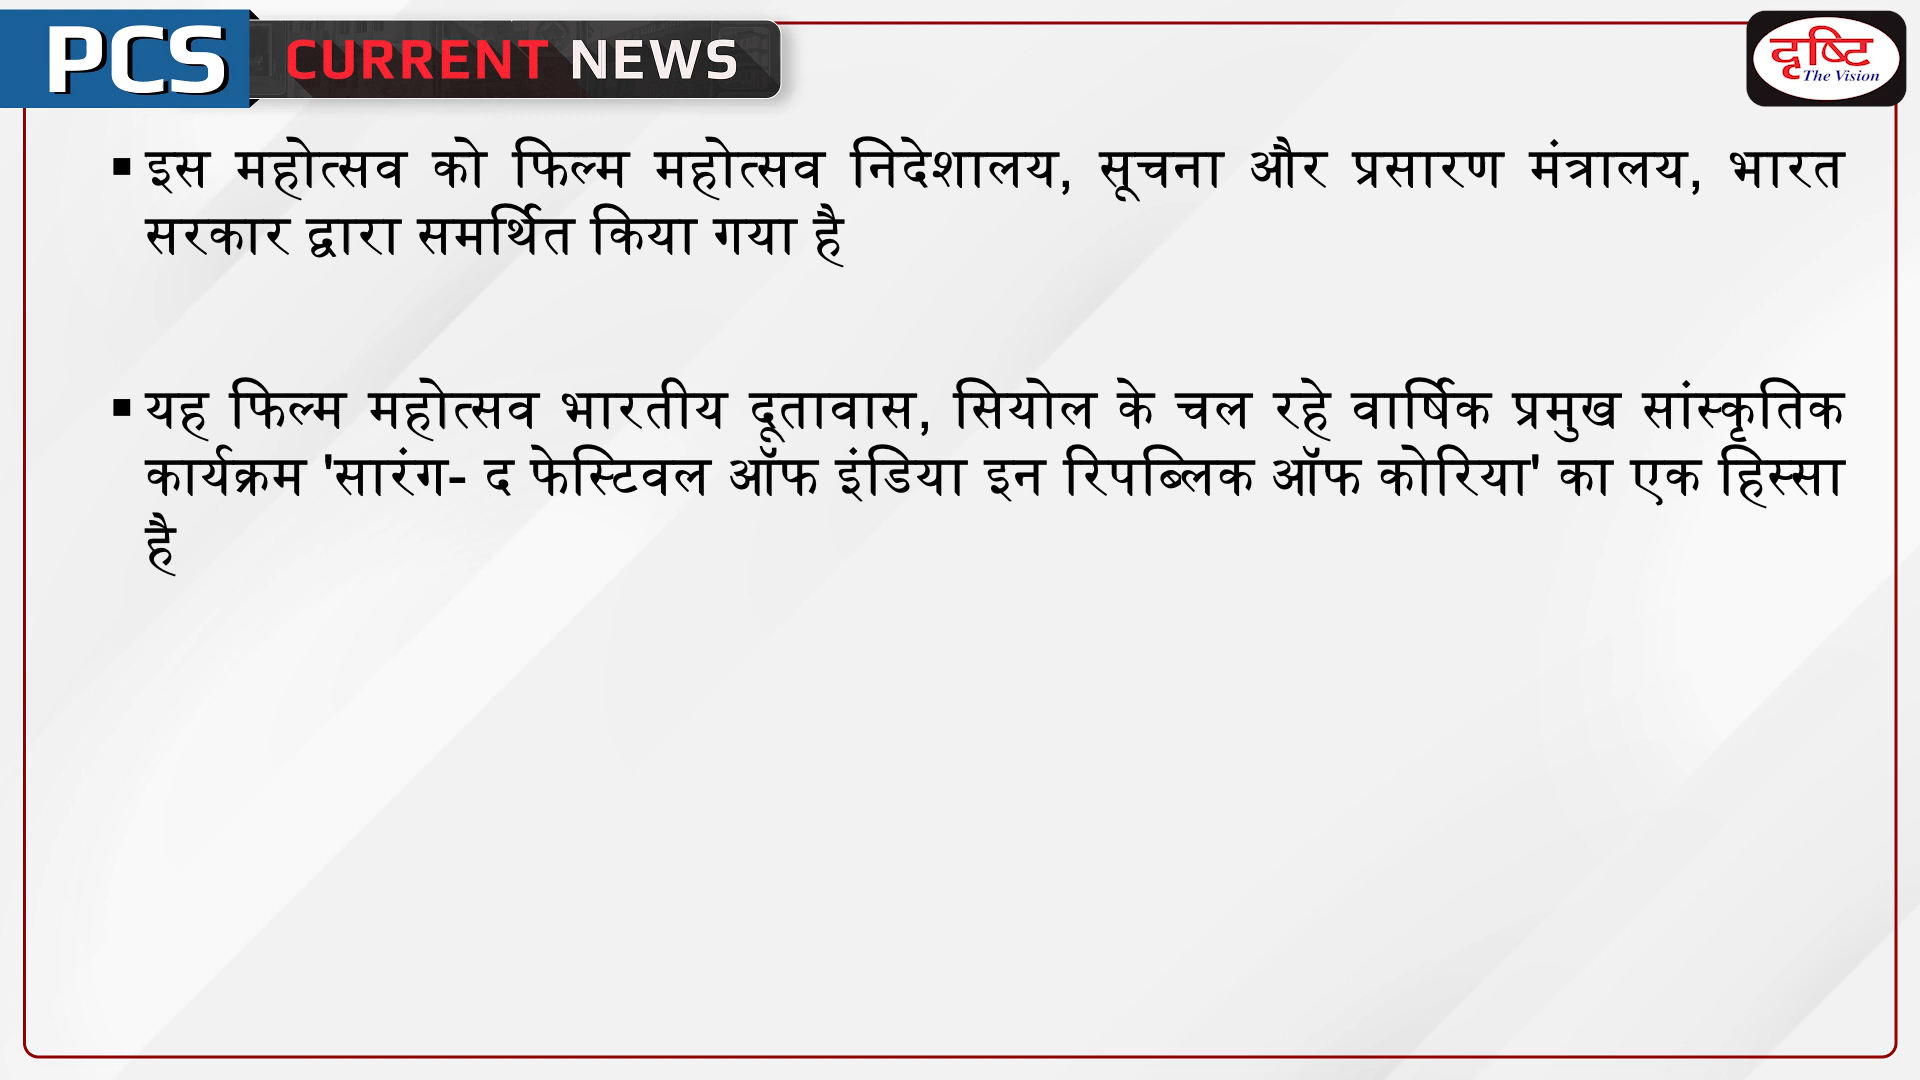 PCS CURRENT NEWS
दृष्टि
The Vision
▪ इस महोत्सव को फिल्म महोत्सव निदेशालय, सूचना और प्रसारण मंत्रालय, भारत
सरकार द्वारा समर्थित किया गया है
▪ यह फिल्म महोत्सव भारतीय दूतावास, सियोल के चल रहे वार्षिक प्रमुख सांस्कृतिक
कार्यक्रम 'सारंग- द फेस्टिवल ऑफ इंडिया इन रिपब्लिक ऑफ कोरिया' का एक हिस्सा
है